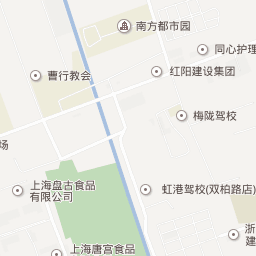 南方都市园
同心护理
曹行教会
红阳建设集团
梅陇驾校
场
上海盘古食品
有限公司
虹港驾校(双柏路店)
浙
建
上海唐宫食品